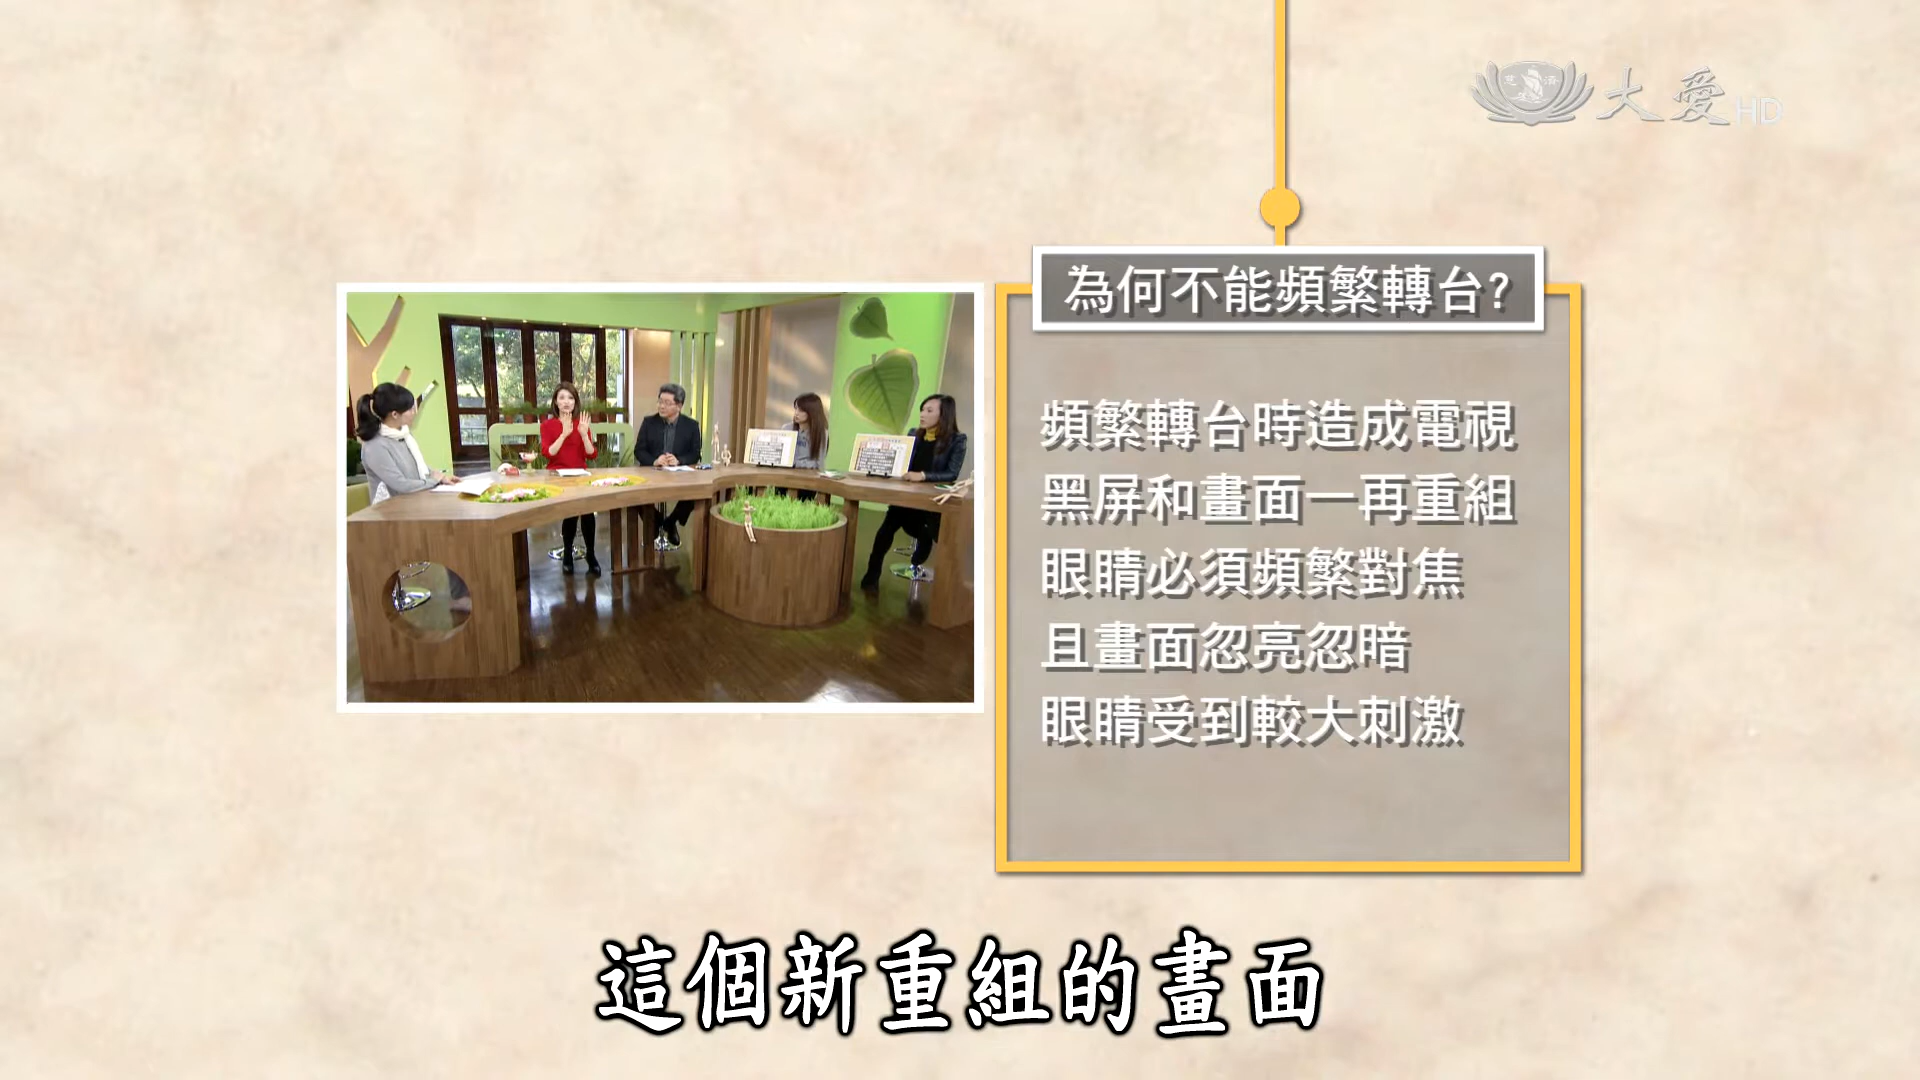 大愛HD
為何不能頻繁轉台?
頻繁轉台時造成電視
黑屏和畫面一再重組
眼睛必須頻繁對焦
且畫面忽亮忽暗
眼睛受到較大刺激
這個新重組的畫面